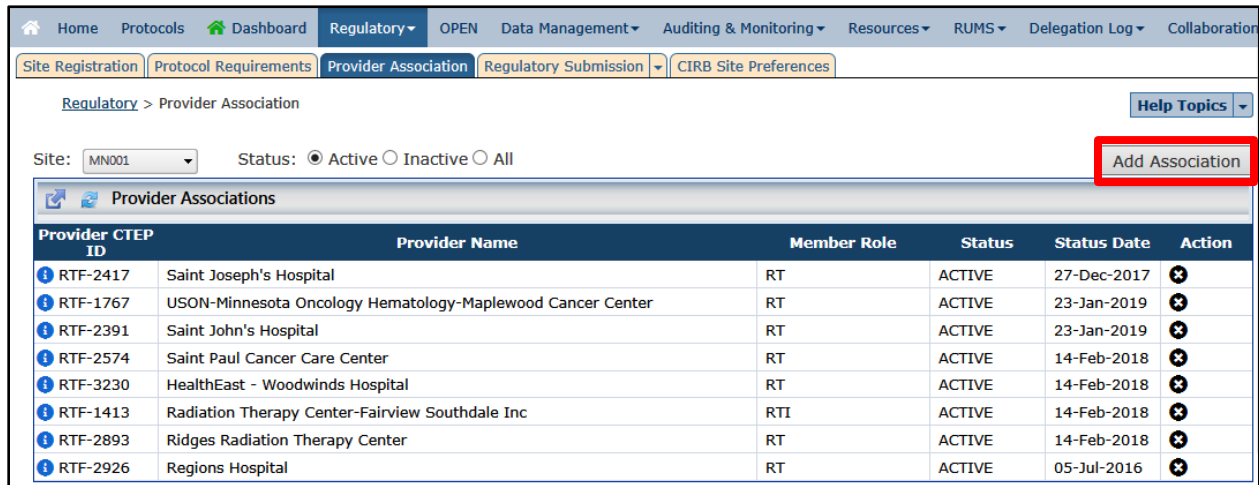 Home Protocols Dashboard Regulatory OPEN Data Management Auditing & Monitoring Resources RUMS Delegation Log Collaboration
Site Registration Protocol Requirements Provider Association Regulatory Submission CIRB Site Preferences
Regulatory > Provider Association
Help Topics
Site: MN001 Status: Active Inactive All
Add Association
Provider Associations
Provider CTEP ID Provider Name Member Role Status Status Date Action
RTF-2417 Saint Joseph's Hospital RT ACTIVE 27-Dec-2017
RTF-1767 USON-Minnesota Oncology Hematology-Maplewood Cancer Center RT ACTIVE 23-Jan-2019
RTF-2391 Saint John's Hospital RT ACTIVE 23-Jan-2019
RTF-2574 Saint Paul Cancer Care Center RT ACTIVE 14-Feb-2018
RTF-3230 HealthEast - Woodwinds Hospital RT ACTIVE 14-Feb-2018
RTF-1413 Radiation Therapy Center-Fairview Southdale Inc RTI ACTIVE 14-Feb-2018
RTF-2893 Ridges Radiation Therapy Center RT ACTIVE 14-Feb-2018
RTF-2926 Regions Hospital RT ACTIVE 05-Jul-2016